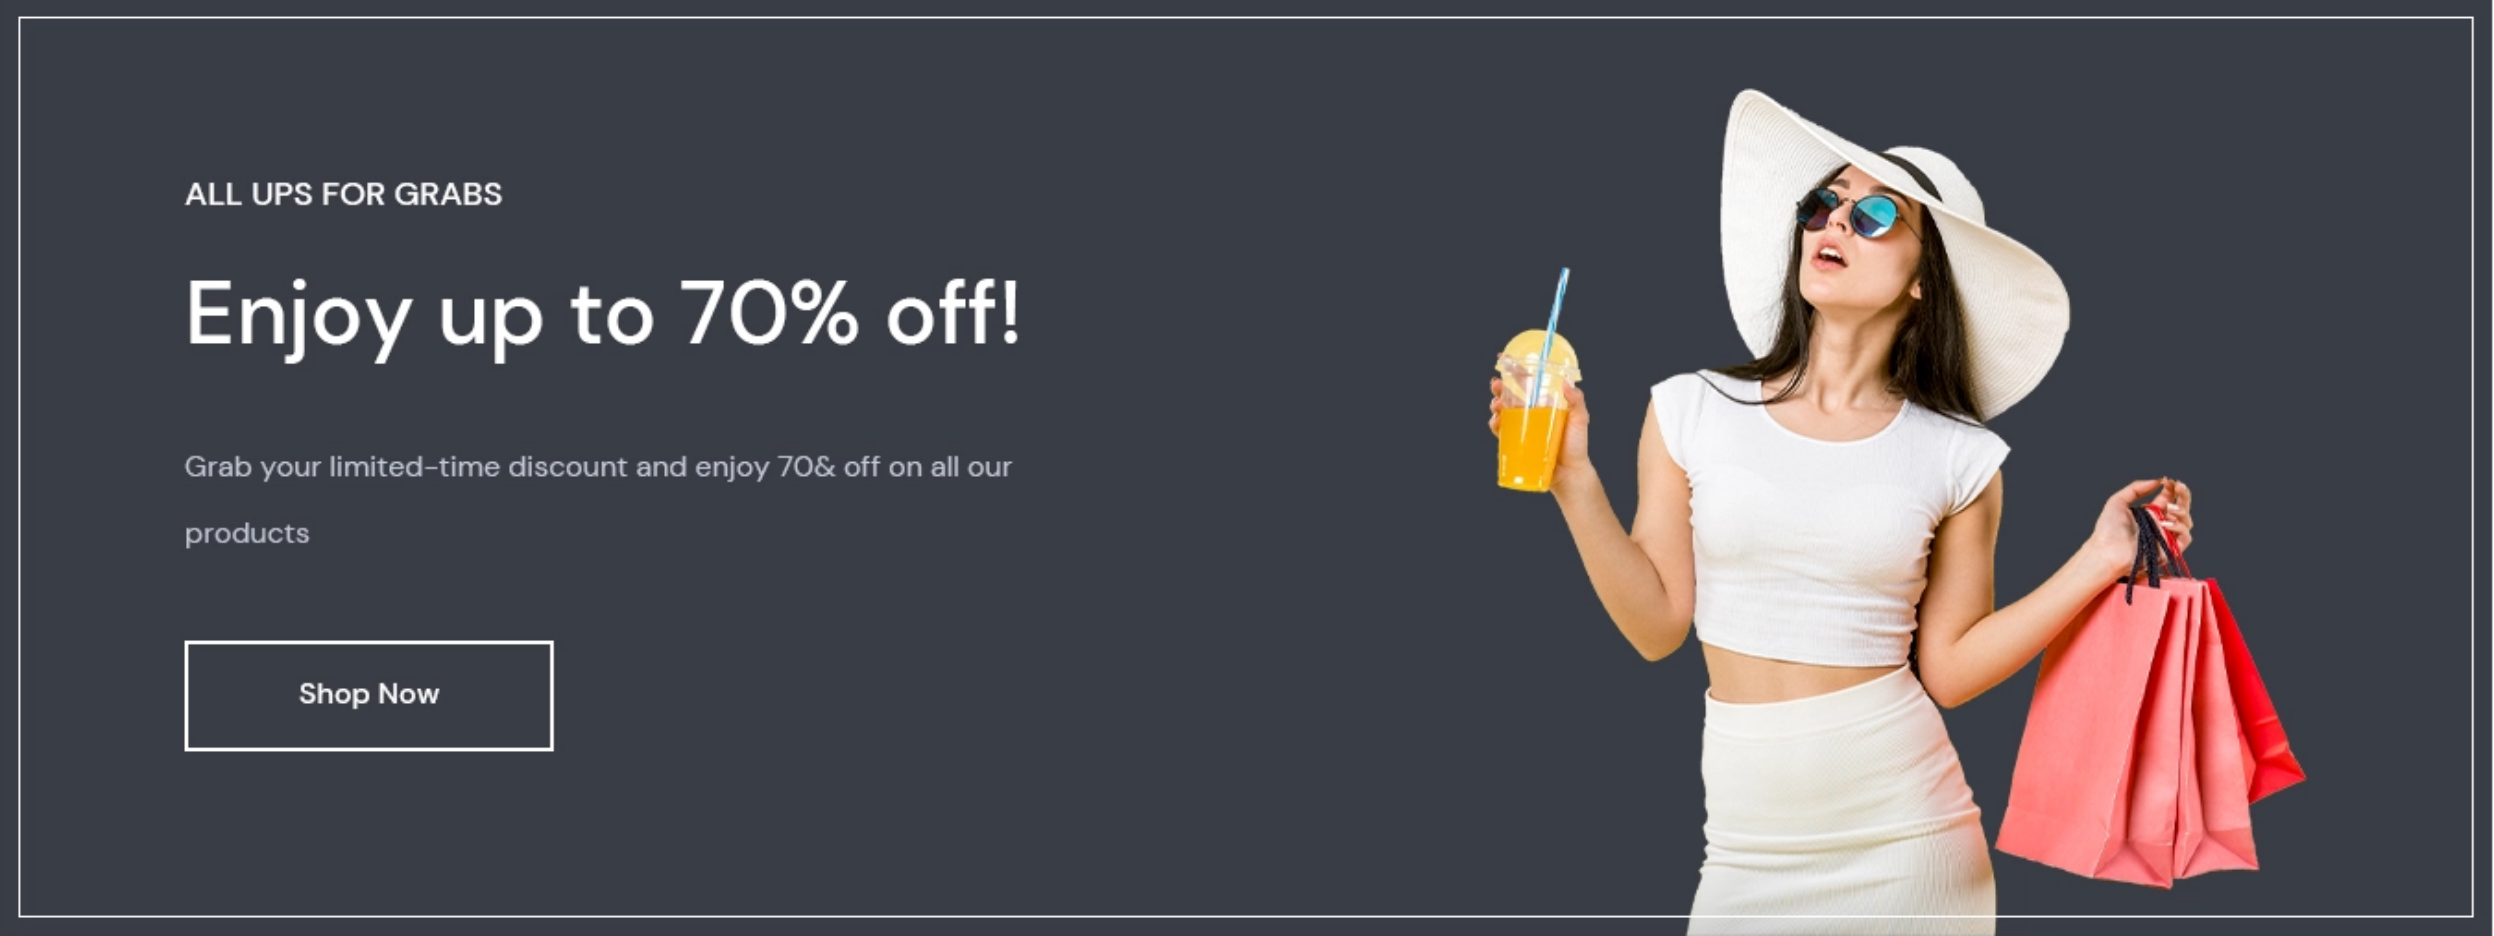 ALL UPS FOR GRABS
Enjoy up to 70% off!
Grab your limited-time discount and enjoy 70& off on all our
products
Shop Now